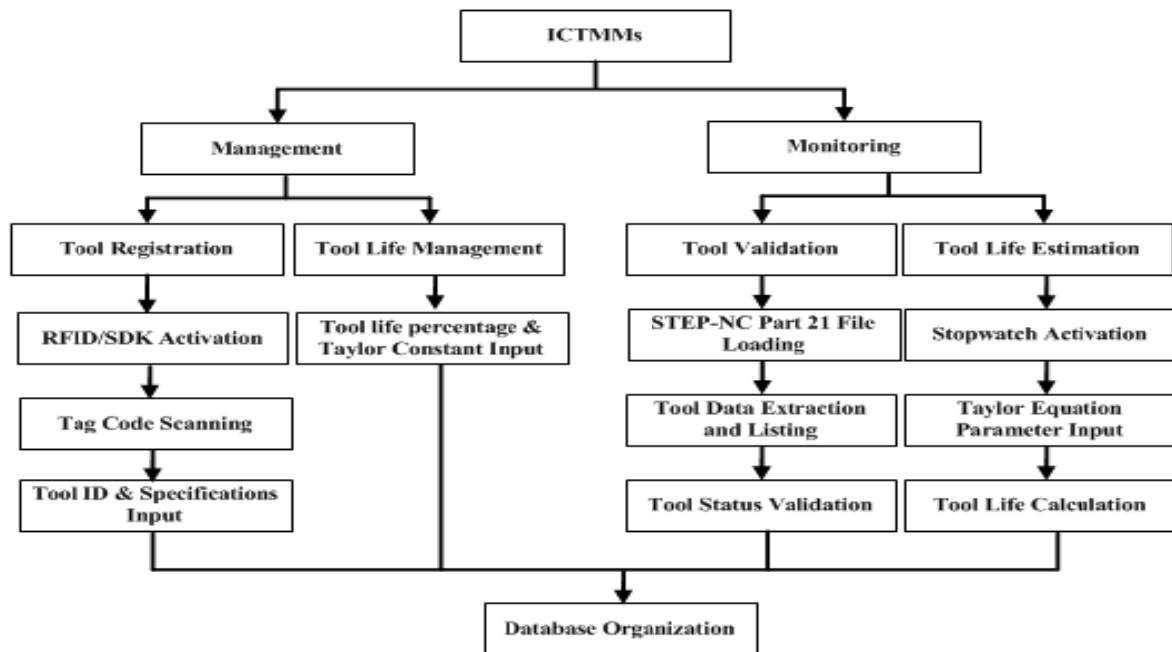 ICTMMs
Management
Monitoring
Tool Registration
Tool Life Management
Tool Validation
Tool Life Estimation
RFID/SDK Activation
Tool life percentage &
Taylor Constant Input
STEP-NC Part 21 File
Loading
Stopwatch Activation
Tag Code Scanning
Tool Data Extraction
and Listing
Taylor Equation
Parameter Input
Tool ID & Specifications
Input
Tool Status Validation
Tool Life Calculation
Database Organization